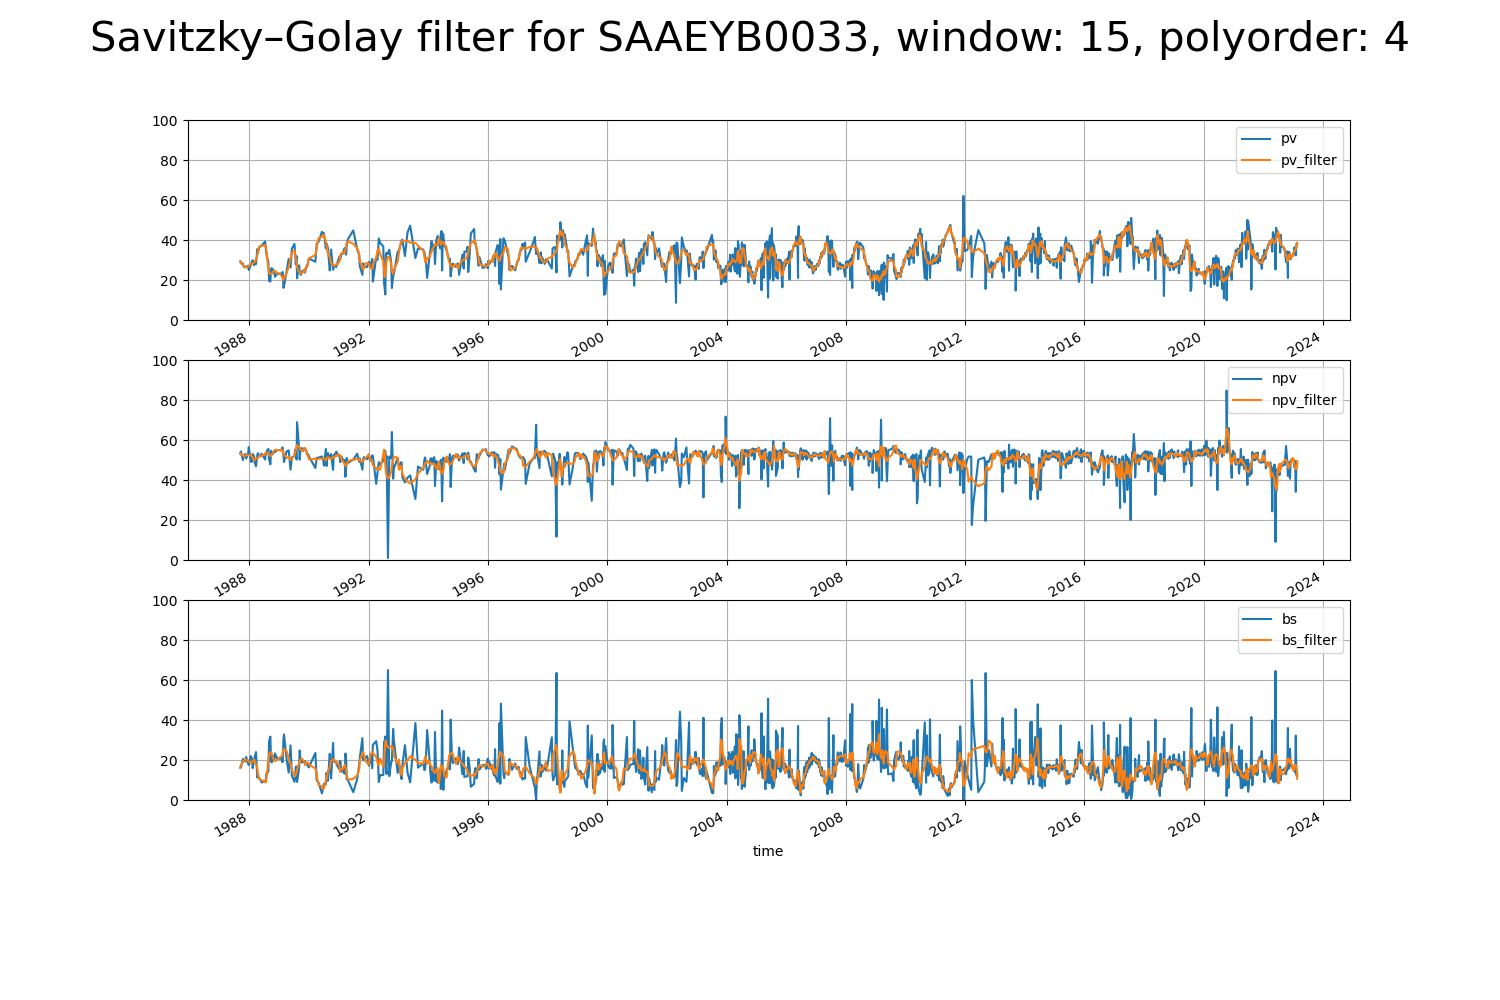 Savitzky–Golay filter for SAAEYB0033, window: 15, polyorder: 4
100
80
60
40
20
0
pv
pv_filter
1988 1992 1996 2000 2004 2008 2012 2016 2020 2024
100
80
60
40
20
0
npv
npv_filter
1988 1992 1996 2000 2004 2008 2012 2016 2020 2024
100
80
60
40
20
0
bs
bs_filter
1988 1992 1996 2000 2004 2008 2012 2016 2020 2024
time